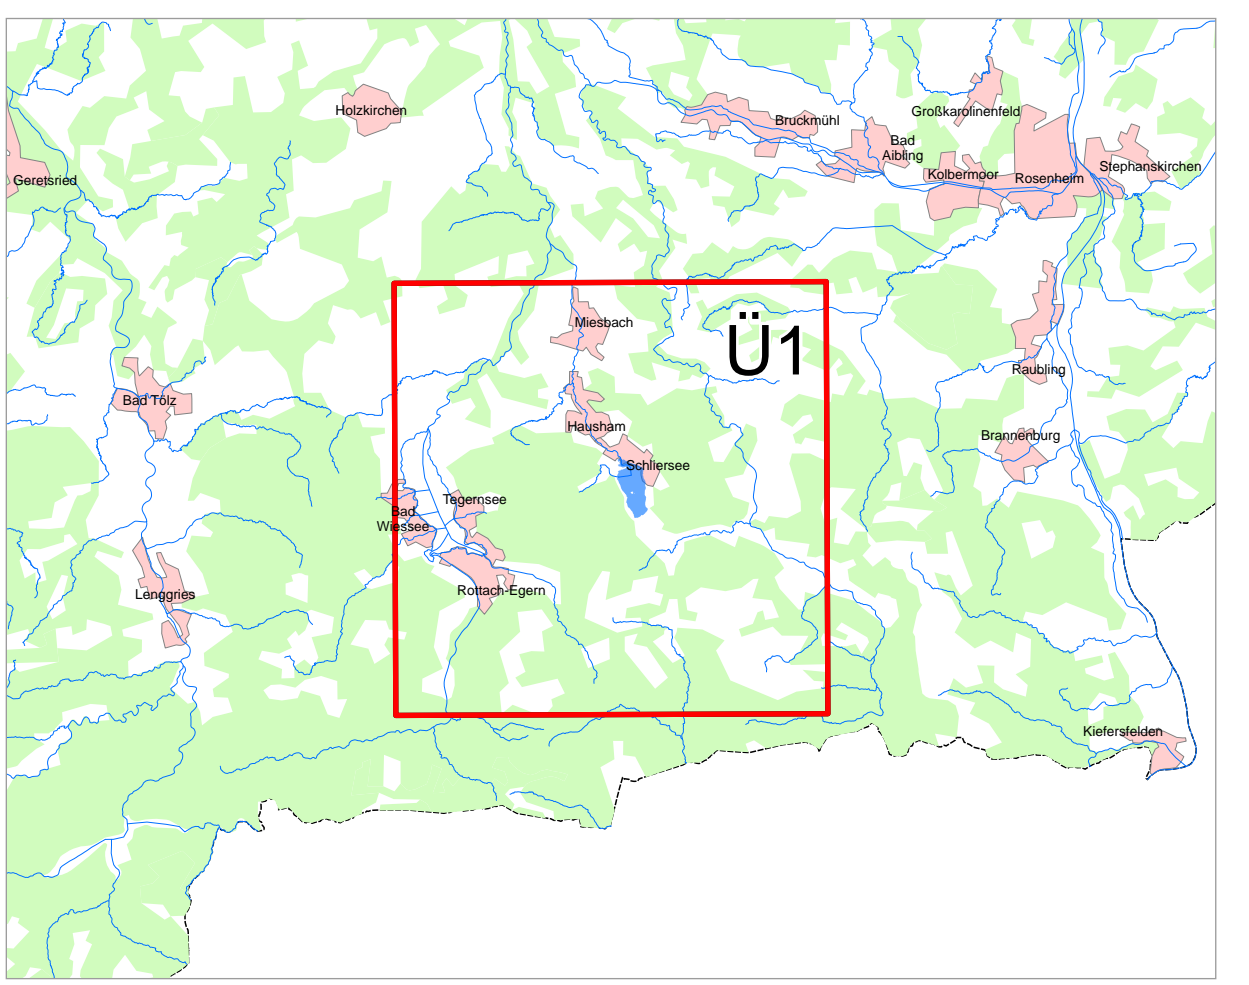 Holzkirchen
Bruckmühl
Großkarolinenfeld
Bad
Aibling
Kolbermoor
Rosenheim
Stephanskirchen
Geretsried
Miesbach
Ü1
Raubling
Bad Tölz
Hausham
Brannenburg
Schliersee
Tegernsee
Bad
Wiessee
Rottach-Egern
Lenggries
Kiefersfelden